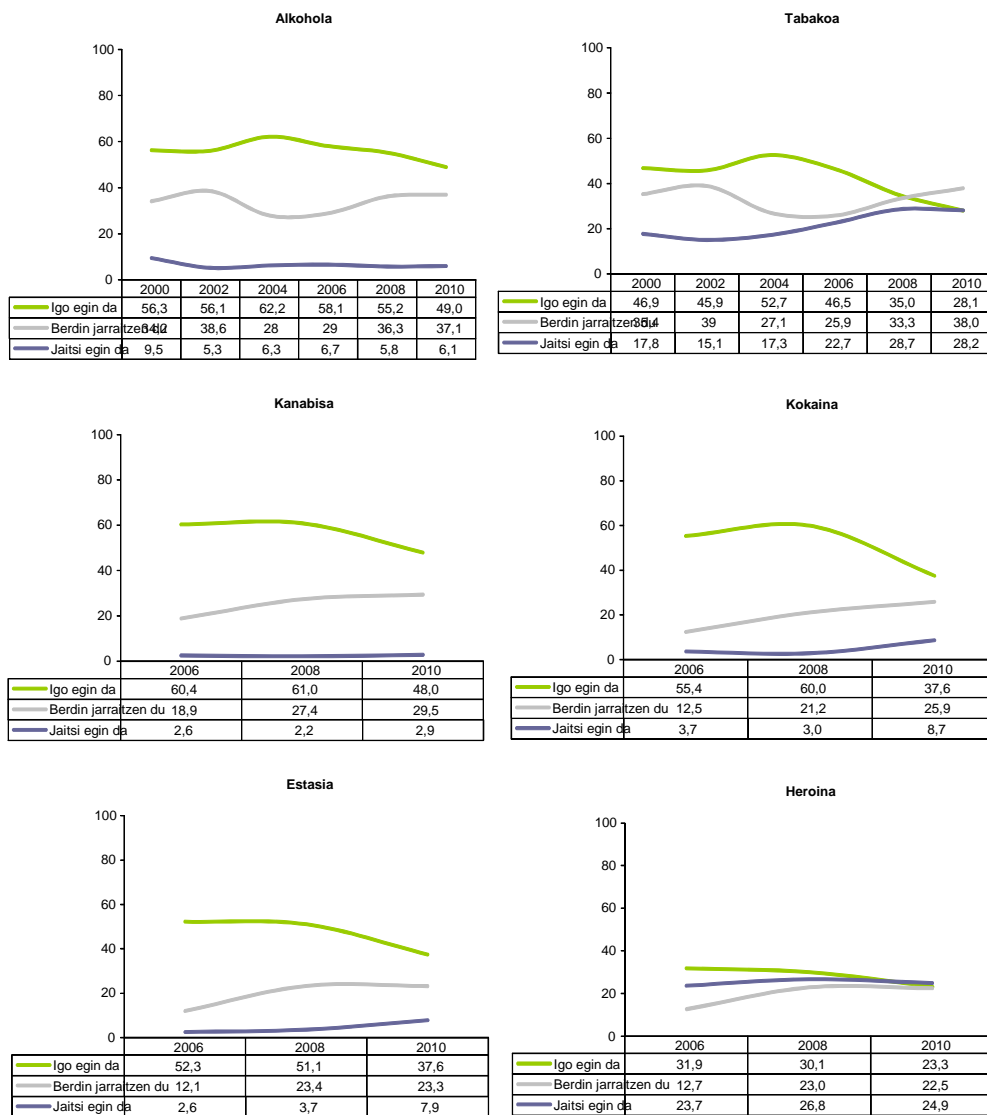 Alkohola
100
80
60
40
20
0
2000 2002 2004 2006 2008 2010
Igo egin da 56,3 56,1 62,2 58,1 55,2 49,0
Berdin jarraitzen du 34,2 38,6 28 29 36,3 37,1
Jaitsi egin da 9,5 5,3 6,3 6,7 5,8 6,1
Tabakoa
100
80
60
40
20
0
2000 2002 2004 2006 2008 2010
Igo egin da 46,9 45,9 52,7 46,5 35,0 28,1
Berdin jarraitzen du 35,4 39 27,1 25,9 33,3 38,0
Jaitsi egin da 17,8 15,1 17,3 22,7 28,7 28,2
Kanabisa
100
80
60
40
20
0
2006 2008 2010
Igo egin da 60,4 61,0 48,0
Berdin jarraitzen du 18,9 27,4 29,5
Jaitsi egin da 2,6 2,2 2,9
Kokaina
100
80
60
40
20
0
2006 2008 2010
Igo egin da 55,4 60,0 37,6
Berdin jarraitzen du 12,5 21,2 25,9
Jaitsi egin da 3,7 3,0 8,7
Estasia
100
80
60
40
20
0
2006 2008 2010
Igo egin da 52,3 51,1 37,6
Berdin jarraitzen du 12,1 23,4 23,3
Jaitsi egin da 2,6 3,7 7,9
Heroina
100
80
60
40
20
0
2006 2008 2010
Igo egin da 31,9 30,1 23,3
Berdin jarraitzen du 12,7 23,0 22,5
Jaitsi egin da 23,7 26,8 24,9